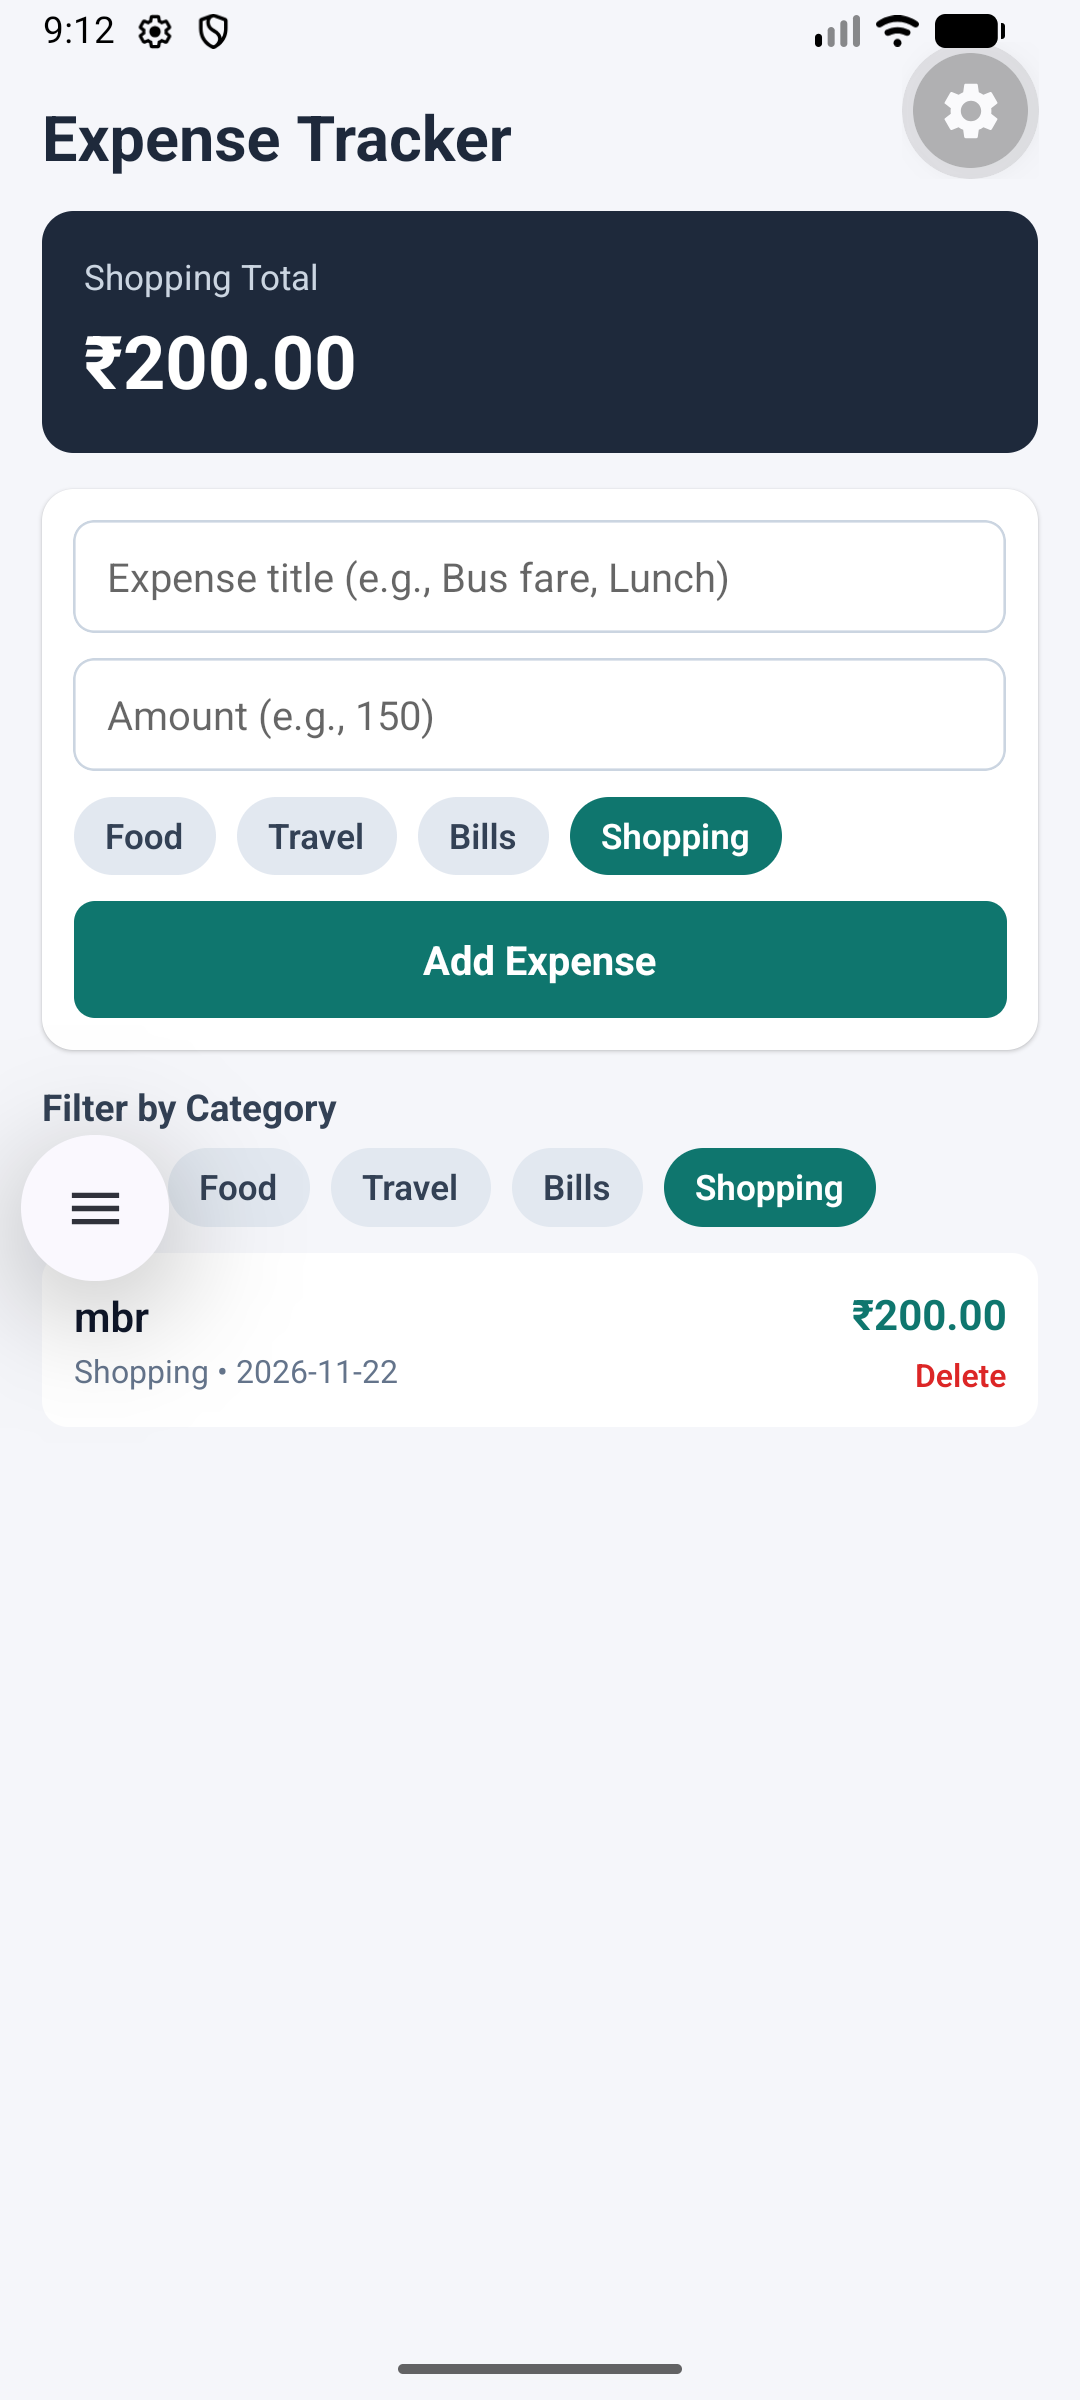 9:12
Expense Tracker
Shopping Total
₹200.00
Expense title (e.g., Bus fare, Lunch)
Amount (e.g., 150)
Food Travel Bills Shopping
Add Expense
Filter by Category
Food Travel Bills Shopping
mbr ₹200.00
Shopping • 2026-11-22 Delete